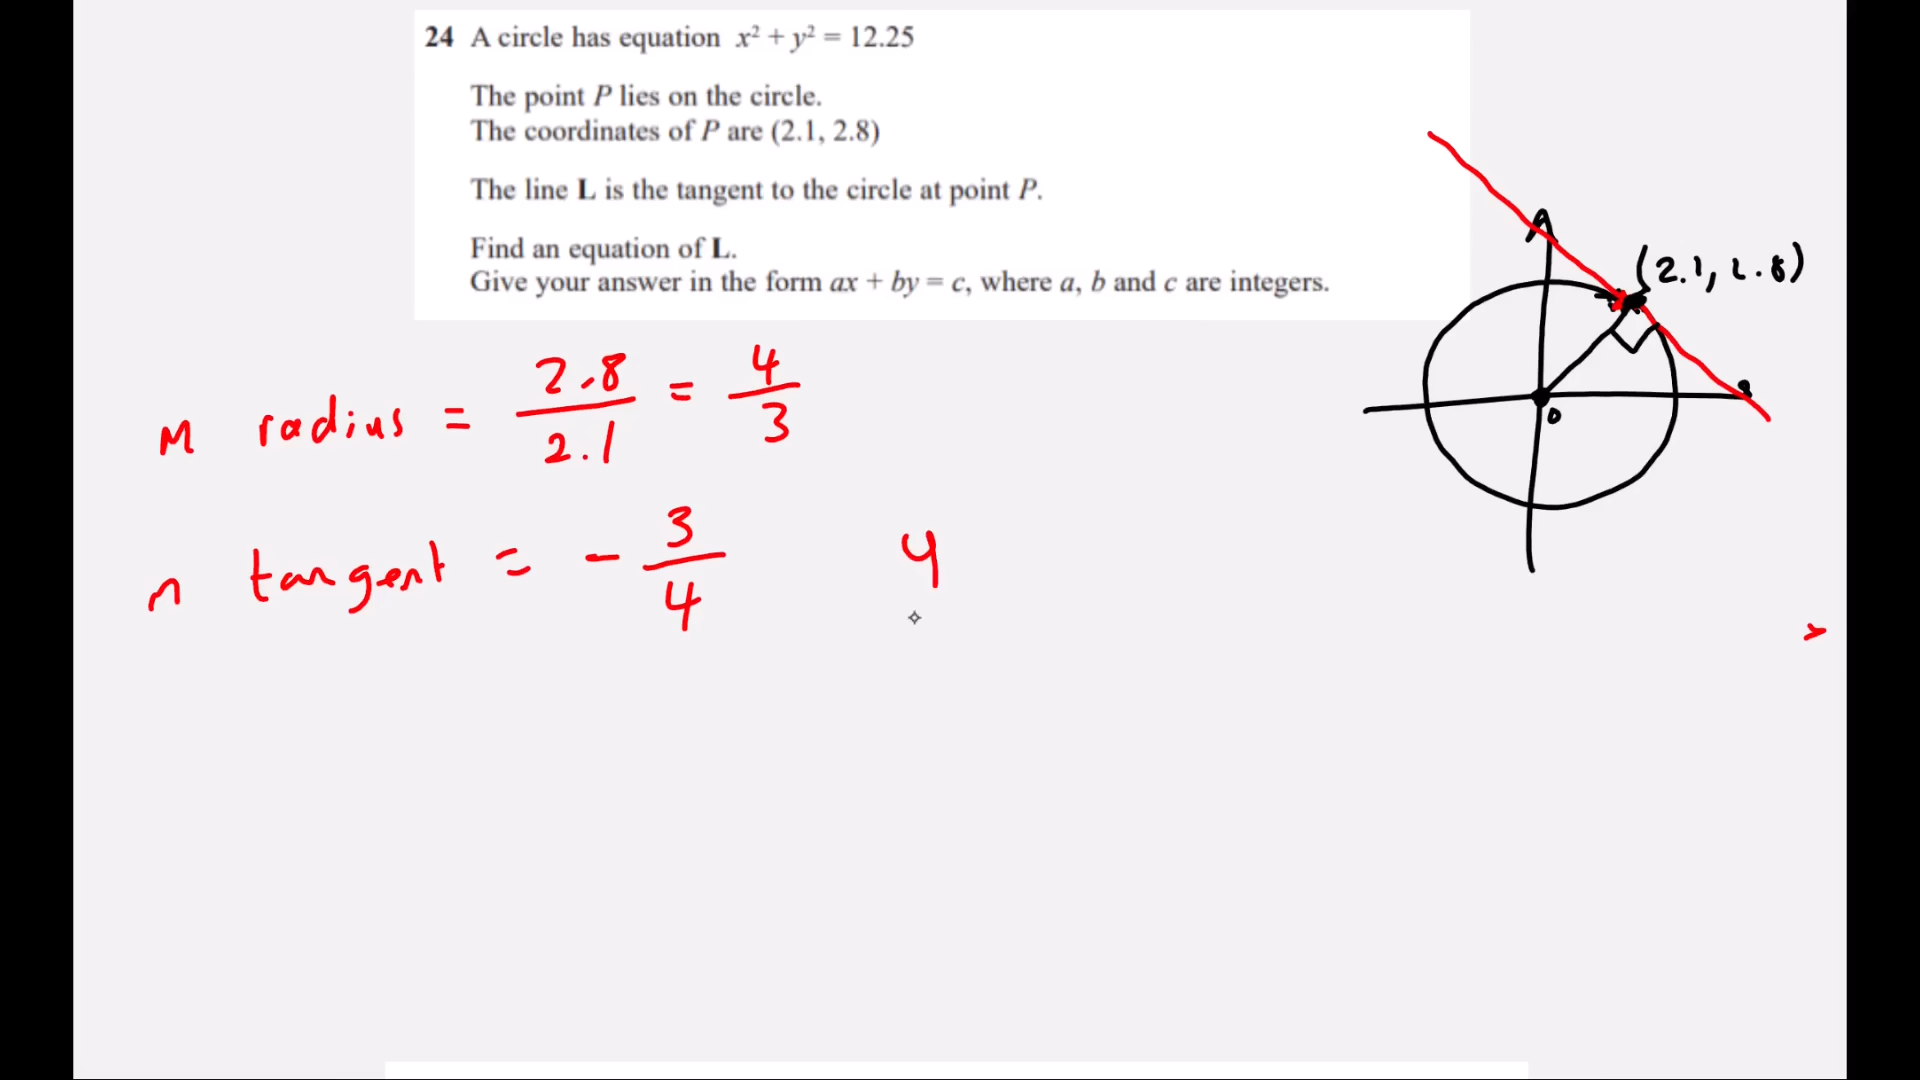 24 A circle has equation x² + y² = 12.25
The point P lies on the circle.
The coordinates of P are (2.1, 2.8)
The line L is the tangent to the circle at point P.
Find an equation of L.
Give your answer in the form ax + by = c, where a, b and c are integers.
(2.1, 2.8)
O
M radius = 2.8/2.1 = 4/3
m tangent = - 3/4 y